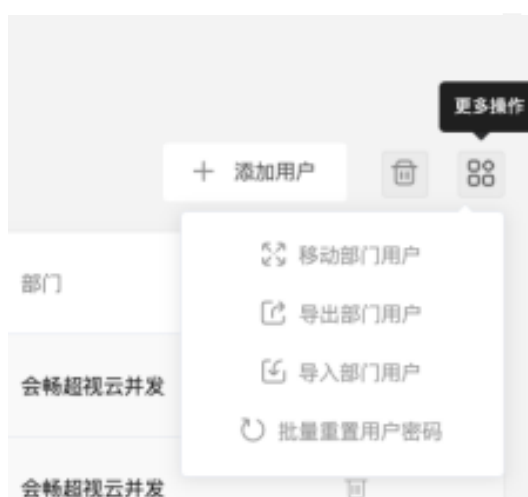 更多操作
添加用户
移动部门用户
部门
导出部门用户
导入部门用户
会畅超视云并发
批量重置用户密码
会畅超视云并发